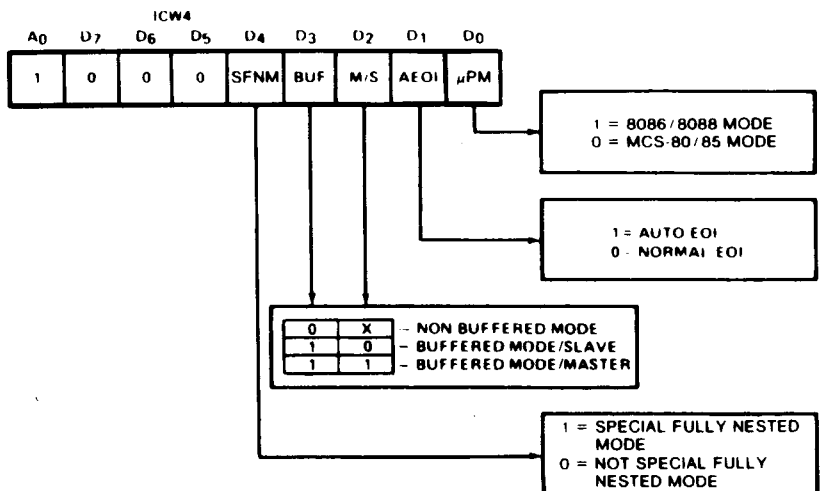 ICW4
A0 D7 D6 D5 D4 D3 D2 D1 D0
1 0 0 0 SFNM BUF M/S AEOI µPM
1 = 8086/8088 MODE
0 = MCS-80/85 MODE
1 = AUTO EOI
0 - NORMAL EOI
0 X - NON BUFFERED MODE
1 0 - BUFFERED MODE/SLAVE
1 1 - BUFFERED MODE/MASTER
1 = SPECIAL FULLY NESTED
MODE
0 = NOT SPECIAL FULLY
NESTED MODE